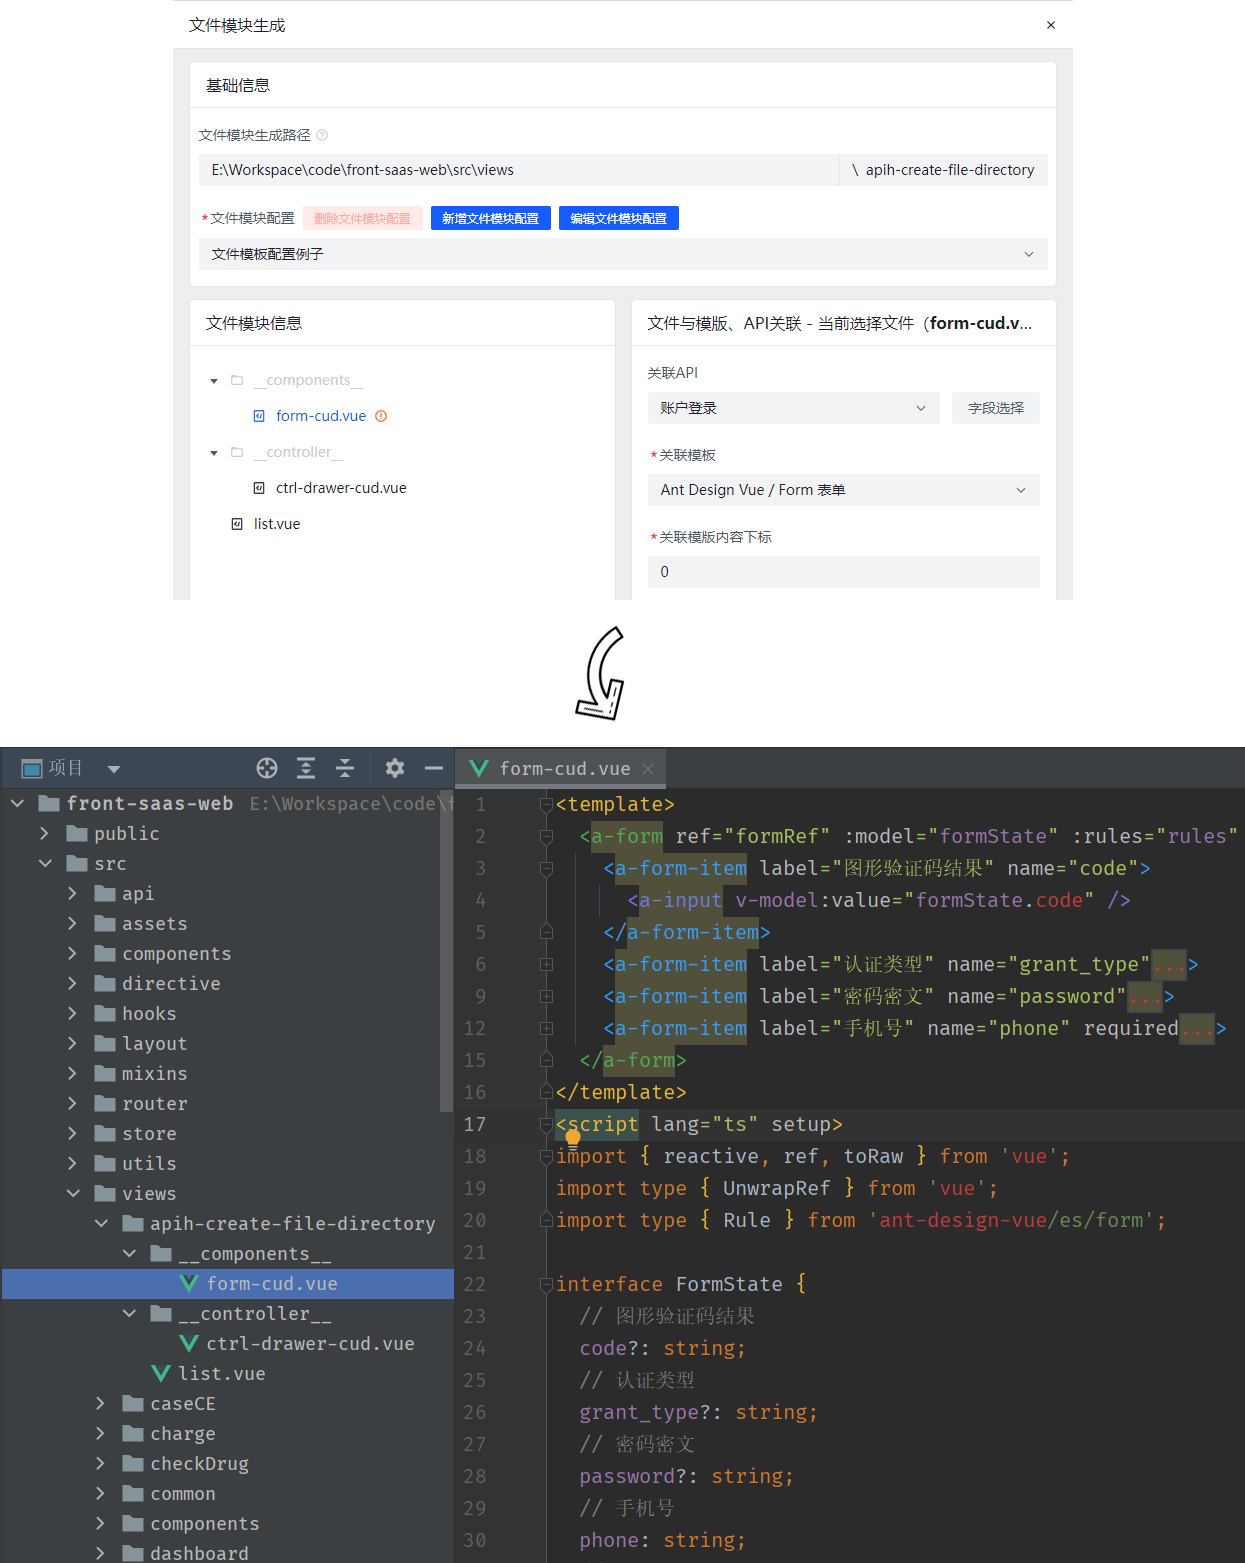 文件模块生成
基础信息
文件模块生成路径
E:\Workspace\code\front-saas-web\src\views
\ apih-create-file-directory
*文件模块配置 删除文件模块配置 新增文件模块配置 编辑文件模块配置
文件模板配置例子
文件模块信息
__components__
form-cud.vue
__controller__
ctrl-drawer-cud.vue
list.vue
文件与模版、API关联 - 当前选择文件（form-cud.v...
关联API
账户登录
字段选择
*关联模板
Ant Design Vue / Form 表单
*关联模版内容下标
0
项目
front-saas-web E:\Workspace\code\f
public
src
api
assets
components
directive
hooks
layout
mixins
router
store
utils
views
apih-create-file-directory
__components__
form-cud.vue
__controller__
ctrl-drawer-cud.vue
list.vue
caseCE
charge
checkDrug
common
components
dashboard
form-cud.vue
1 <template>
2 <a-form ref="formRef" :model="formState" :rules="rules"
3 <a-form-item label="图形验证码结果" name="code">
4 <a-input v-model:value="formState.code" />
5 </a-form-item>
6 <a-form-item label="认证类型" name="grant_type"...>
9 <a-form-item label="密码密文" name="password"...>
12 <a-form-item label="手机号" name="phone" required...>
15 </a-form>
16 </template>
17 <script lang="ts" setup>
18 import { reactive, ref, toRaw } from 'vue';
19 import type { UnwrapRef } from 'vue';
20 import type { Rule } from 'ant-design-vue/es/form';
21
22 interface FormState {
23 // 图形验证码结果
24 code?: string;
25 // 认证类型
26 grant_type?: string;
27 // 密码密文
28 password?: string;
29 // 手机号
30 phone: string;